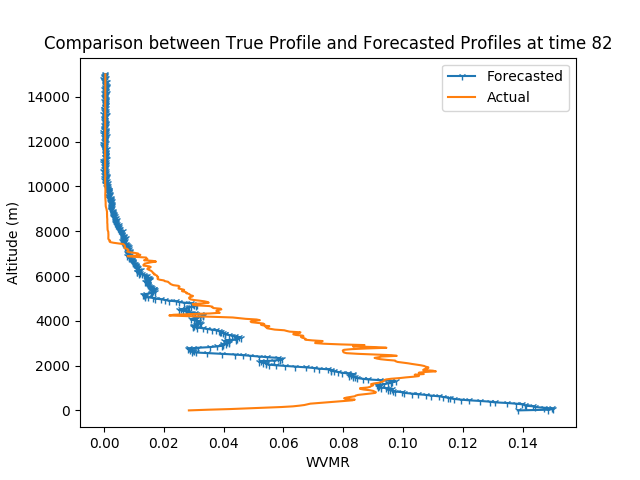 Comparison between True Profile and Forecasted Profiles at time 82
Forecasted
Actual
14000
12000
10000
8000
6000
4000
2000
0
Altitude (m)
0.00 0.02 0.04 0.06 0.08 0.10 0.12 0.14
WVMR